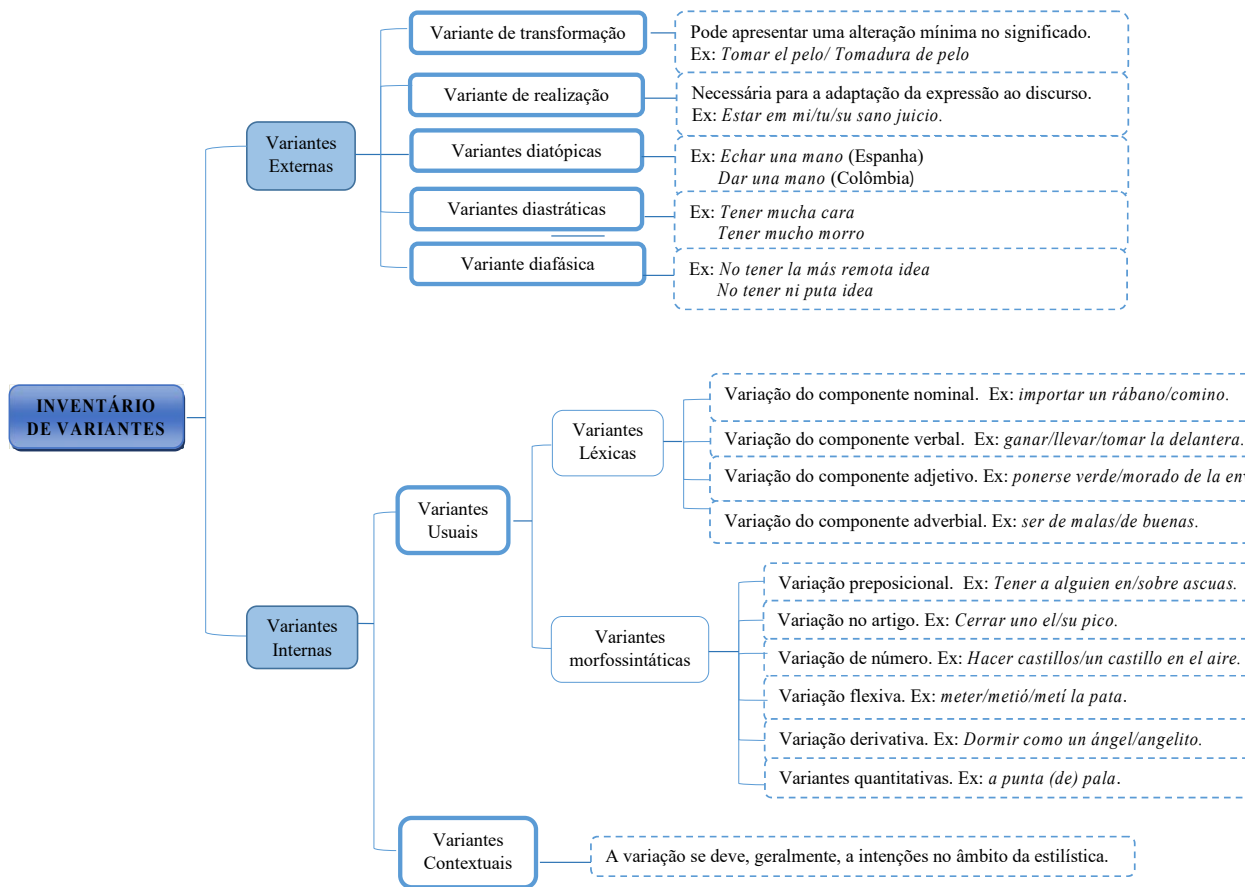 Variante de transformação
Pode apresentar uma alteração mínima no significado.
Ex: Tomar el pelo/ Tomadura de pelo
Variante de realização
Necessária para a adaptação da expressão ao discurso.
Ex: Estar em mi/tu/su sano juicio.
Variantes
Externas
Variantes diatópicas
Ex: Echar una mano (Espanha)
Dar una mano (Colômbia)
Variantes diastráticas
Ex: Tener mucha cara
Tener mucho morro
Variante diafásica
Ex: No tener la más remota idea
No tener ni puta idea
INVENTÁRIO
DE VARIANTES
Variantes
Internas
Variantes
Usuais
Variantes
Léxicas
Variação do componente nominal. Ex: importar un rábano/comino.
Variação do componente verbal. Ex: ganar/llevar/tomar la delantera.
Variação do componente adjetivo. Ex: ponerse verde/morado de la
Variação do componente adverbial. Ex: ser de malas/de buenas.
Variantes
morfossintáticas
Variação preposicional. Ex: Tener a alguien en/sobre ascuas.
Variação no artigo. Ex: Cerrar uno el/su pico.
Variação de número. Ex: Hacer castillos/un castillo en el aire.
Variação flexiva. Ex: meter/metió/metí la pata.
Variação derivativa. Ex: Dormir como un ángel/angelito.
Variantes quantitativas. Ex: a punta (de) pala.
Variantes
Contextuais
A variação se deve, geralmente, a intenções no âmbito da estilística.